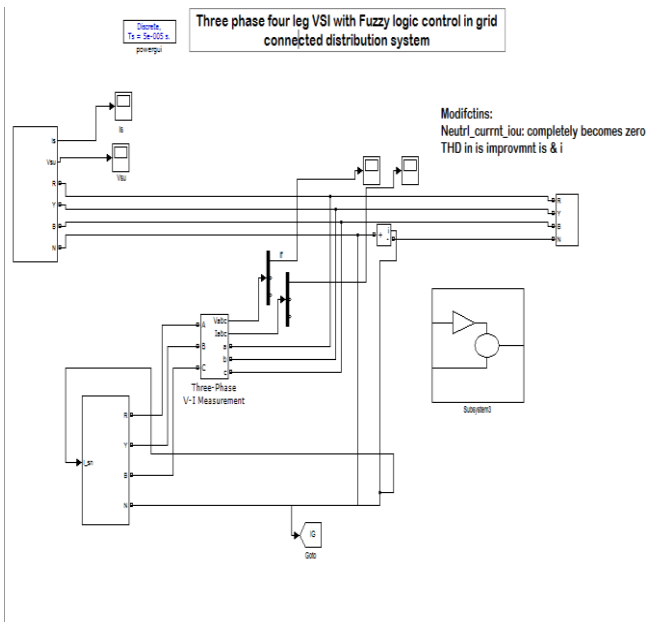 Discrete,
Ts = 5e-005 s.
powergui
Three phase four leg VSI with Fuzzy logic control in grid
connected distribution system
Modifctins:
Neutrl_currnt_iou: completely becomes zero
THD in is improvmnt is & i
Is
Vsu
Is
Vsu
R
Y
B
N
R
Y
B
N
i
+
-
if
A
B
C
Vabc
Iabc
a
b
c
Three-Phase
V-I Measurement
Subsystem3
i_sn
R
Y
B
N
IG
Goto